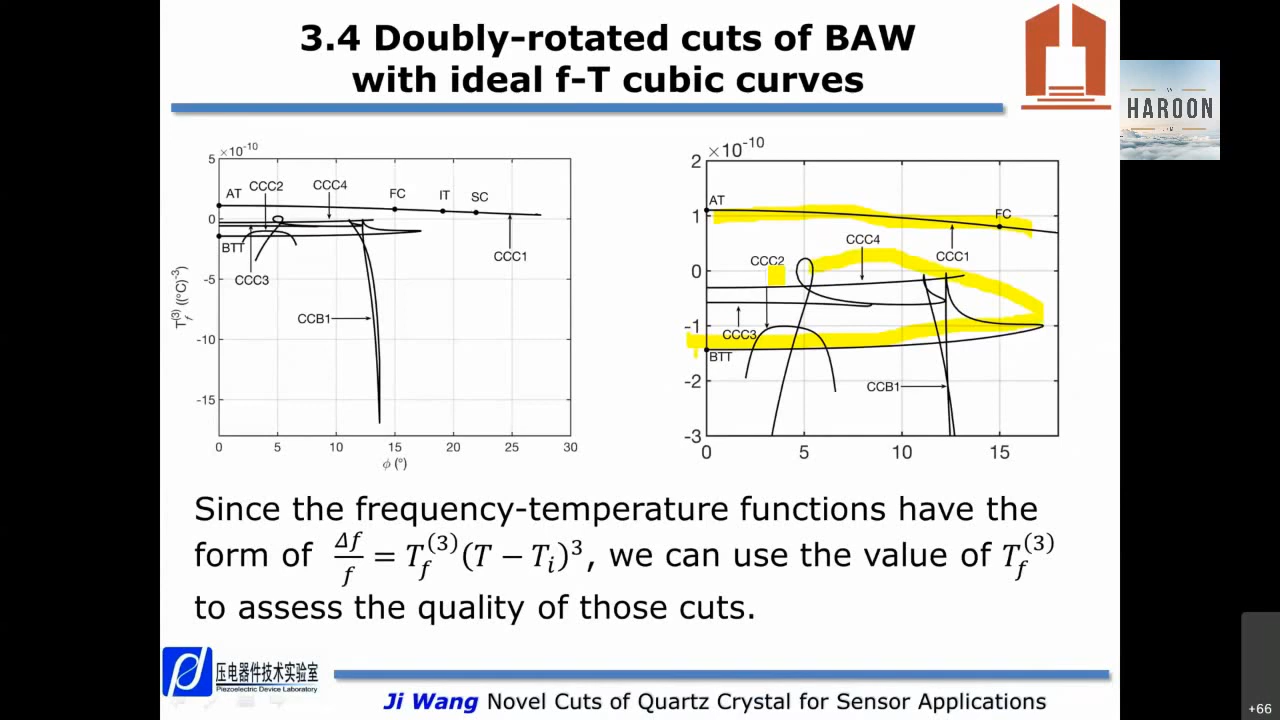 3.4 Doubly-rotated cuts of BAW
with ideal f-T cubic curves
HAROON
5 ×10⁻¹⁰
0
-5
-10
-15
T_f^(3) ((°C)⁻³)
AT
CCC2
CCC4
FC
IT
SC
BTT
CCC3
CCC1
CCB1
0 5 10 15 20 25 30
ϕ (°)
2 ×10⁻¹⁰
1
0
-1
-2
-3
AT
FC
CCC4
CCC2
CCC1
CCC3
BTT
CCB1
0 5 10 15
Since the frequency-temperature functions have the
form of Δf/f = T_f^(3)(T − T_i)³, we can use the value of T_f^(3)
to assess the quality of those cuts.
压电器件技术实验室
Piezoelectric Device Laboratory
Ji Wang Novel Cuts of Quartz Crystal for Sensor Applications
+66